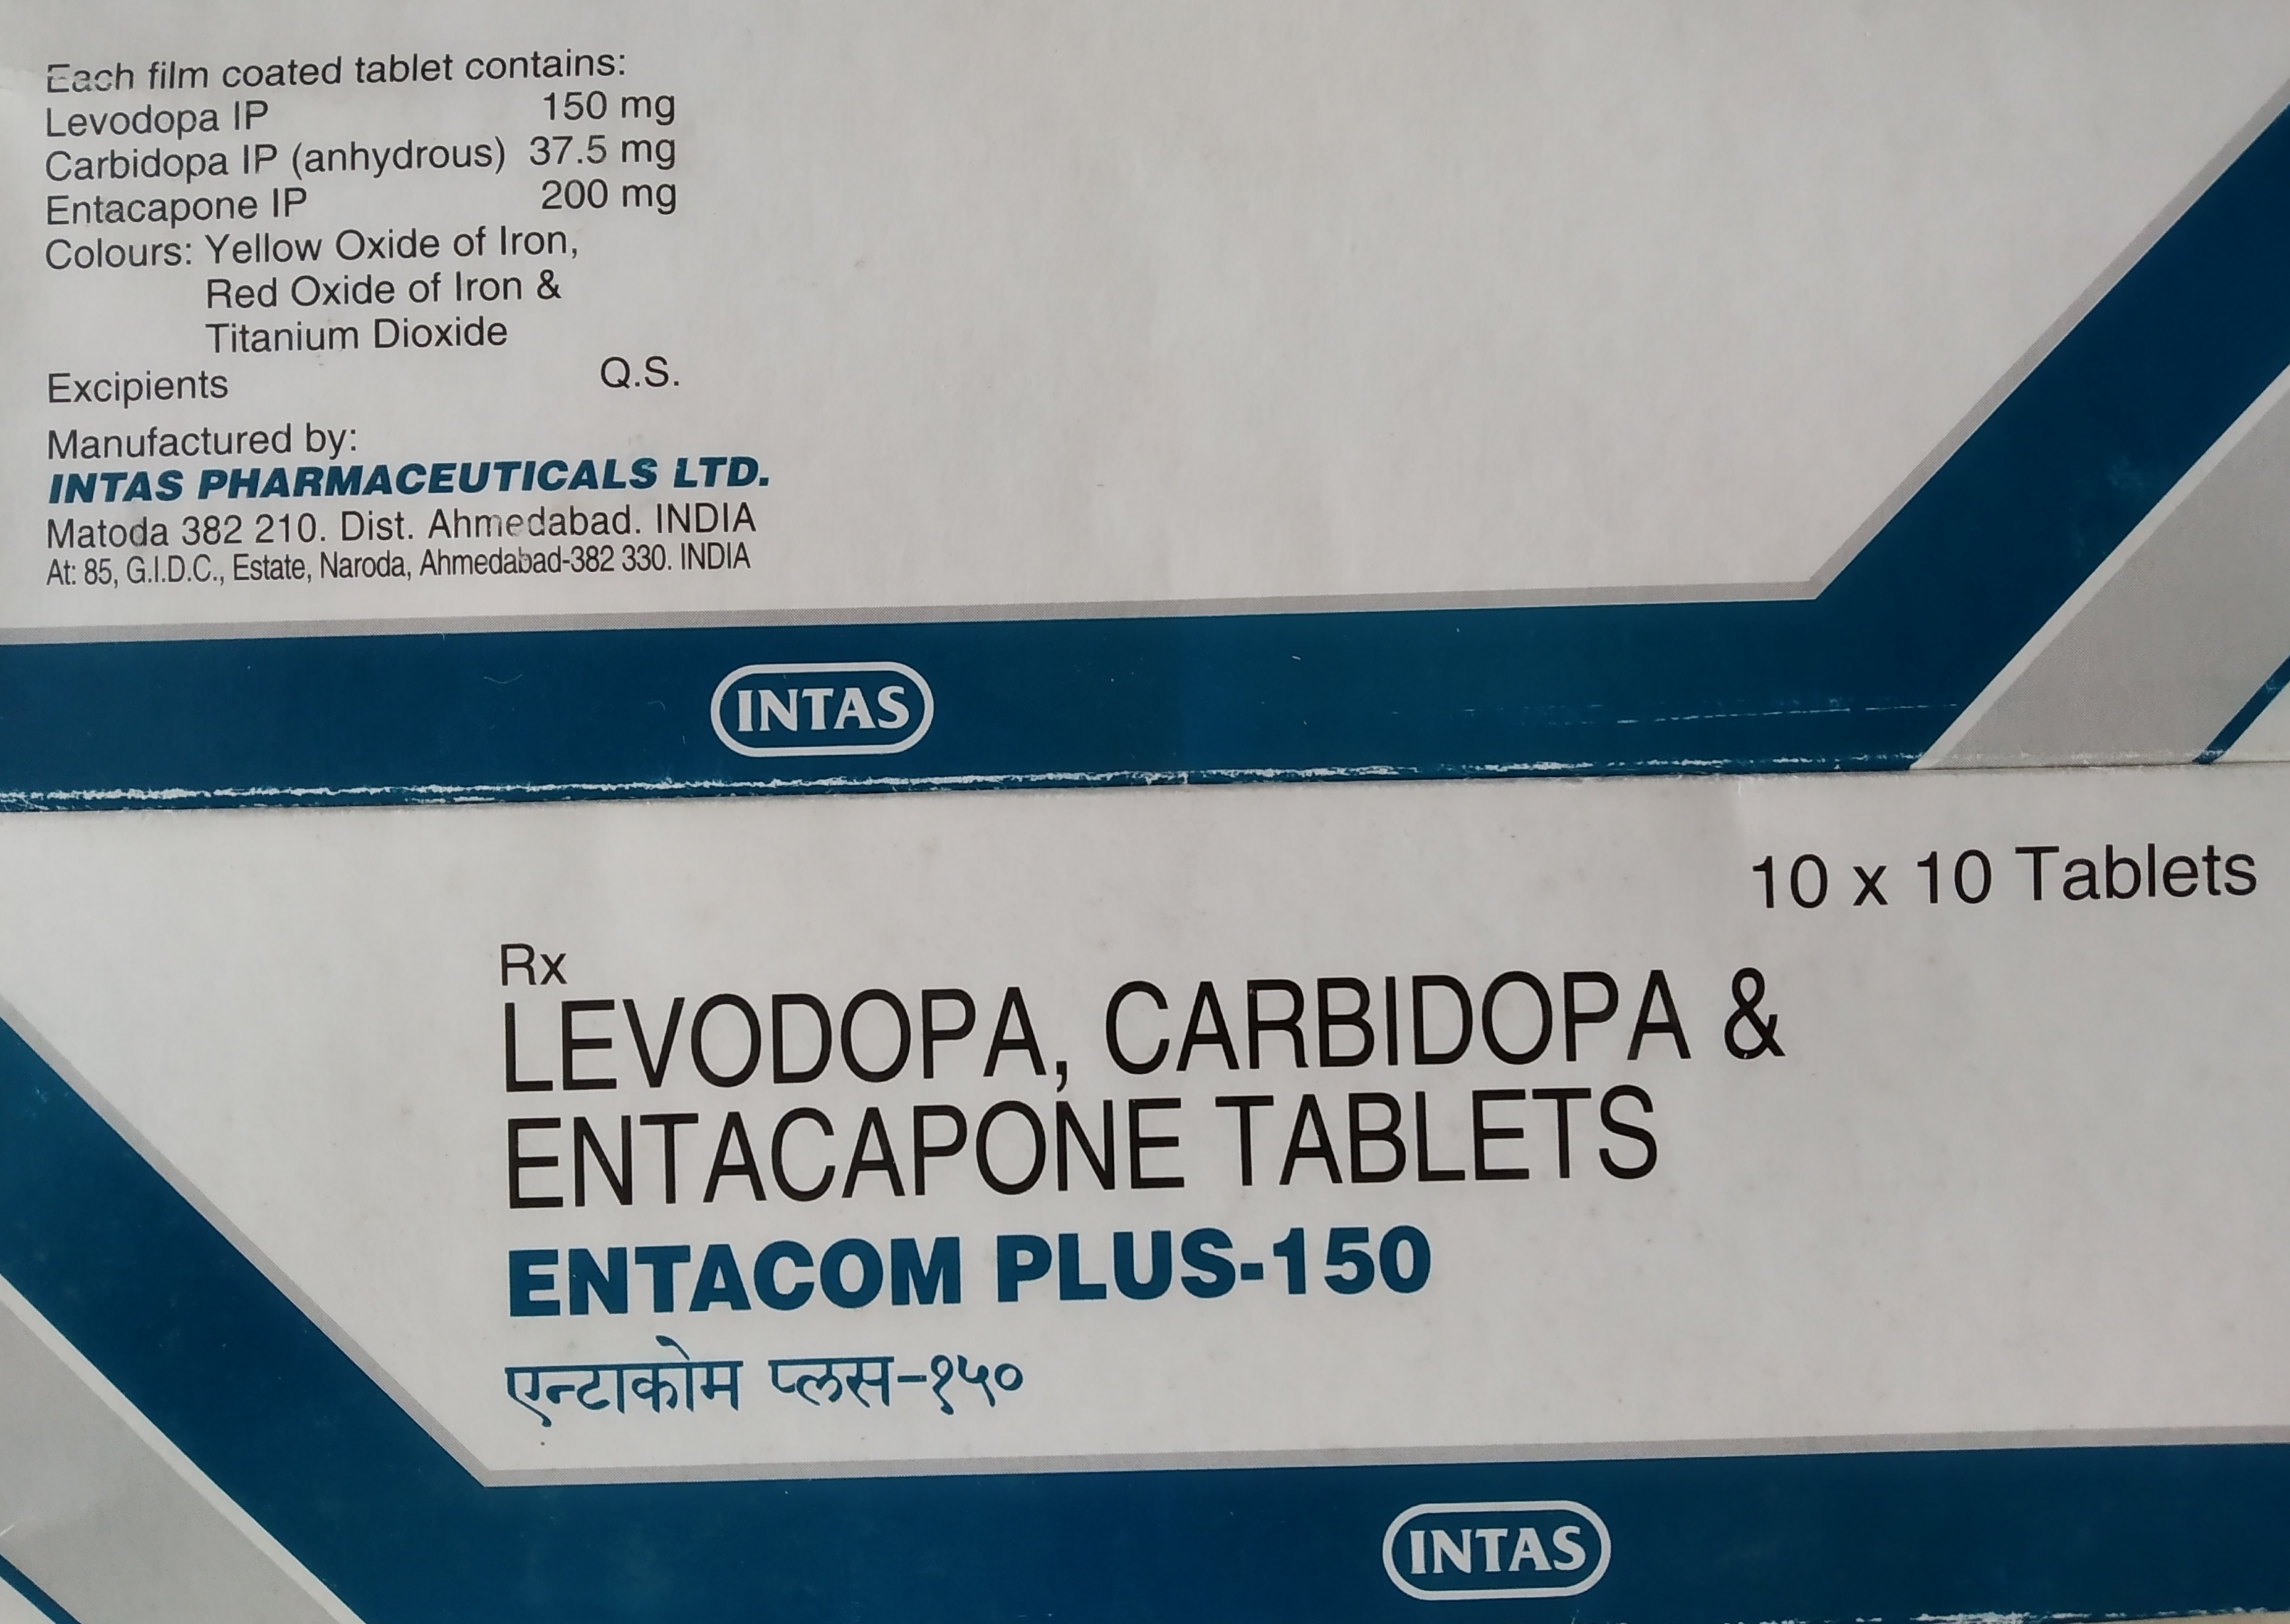 Each film coated tablet contains:
Levodopa IP 150 mg
Carbidopa IP (anhydrous) 37.5 mg
Entacapone IP 200 mg
Colours: Yellow Oxide of Iron,
Red Oxide of Iron &
Titanium Dioxide
Excipients Q.S.
Manufactured by:
INTAS PHARMACEUTICALS LTD.
Matoda 382 210. Dist. Ahmedabad. INDIA
At: 85, G.I.D.C., Estate, Naroda, Ahmedabad-382 330. INDIA
INTAS
10 x 10 Tablets
Rx
LEVODOPA, CARBIDOPA &
ENTACAPONE TABLETS
ENTACOM PLUS-150
एन्टाकोम प्लस-१५०
INTAS